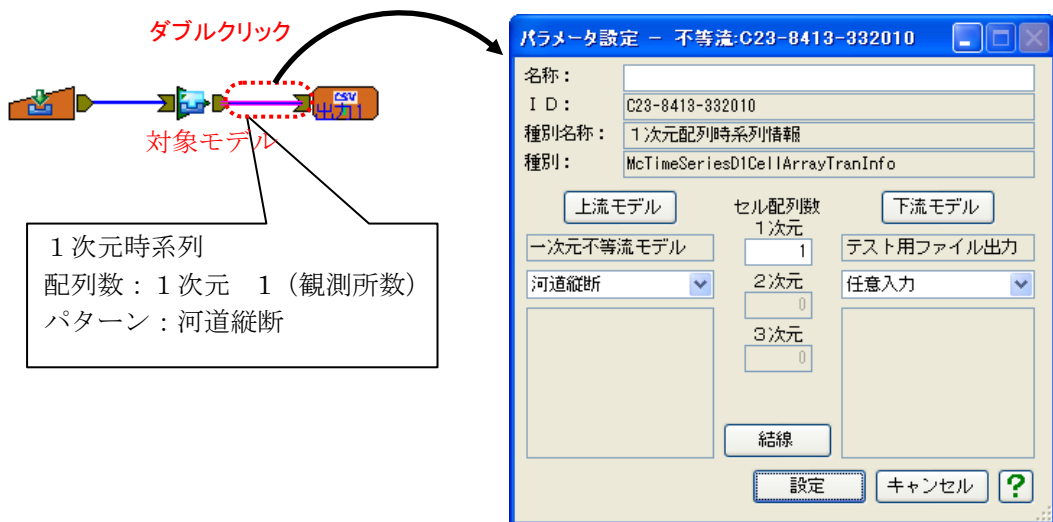 ダブルクリック
CSV
出力1
対象モデル
１次元時系列
配列数：１次元　1（観測所数）
パターン：河道縦断
パラメータ設定 － 不等流:C23-8413-332010
名称：
ＩＤ： C23-8413-332010
種別名称： １次元配列時系列情報
種別： McTimeSeriesD1CellArrayTranInfo
上流モデル セル配列数 下流モデル
１次元
一次元不等流モデル 1 テスト用ファイル出力
河道縦断 ２次元 任意入力
0
３次元
0
結線
設定 キャンセル ?